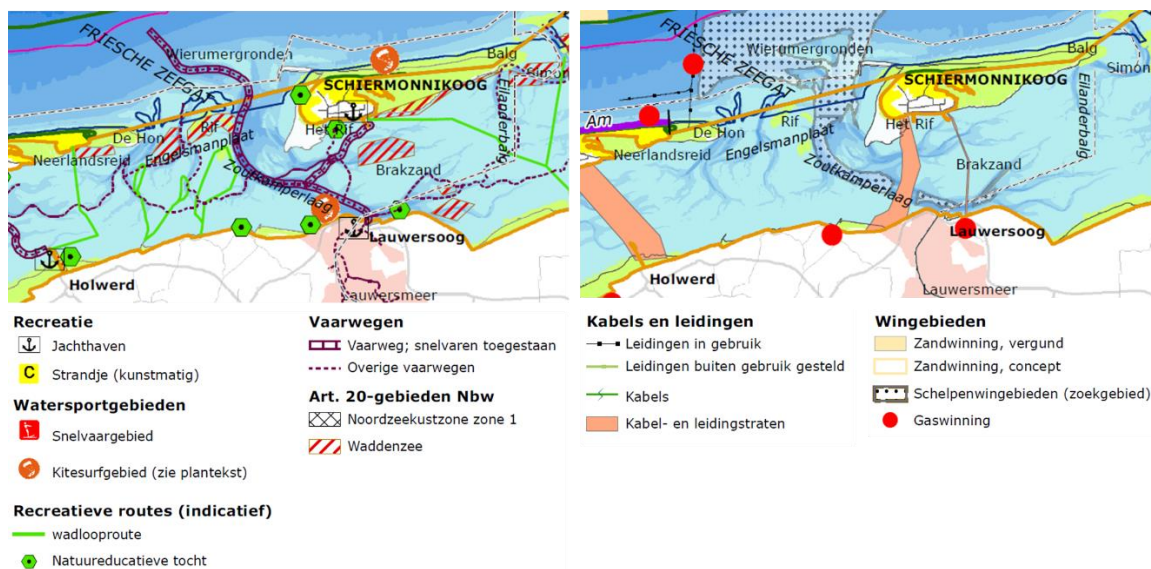 FRIESCHE ZEEGAT
Wierumergronden
Balg
Simon
SCHIERMONNIKOOG
De Hon
Rif
Het Rif
Engelsmanplaat
Eilanderbalg
Neerlandsreid
Brakzand
Zoutkamperlaag
Lauwersoog
Holwerd
Lauwersmeer
Recreatie
Jachthaven
C Strandje (kunstmatig)
Watersportgebieden
Snelvaargebied
Kitesurfgebied (zie plantekst)
Recreatieve routes (indicatief)
wadlooproute
Natuureducatieve tocht
Vaarwegen
Vaarweg; snelvaren toegestaan
Overige vaarwegen
Art. 20-gebieden Nbw
Noordzeekustzone zone 1
Waddenzee
FRIESCHE ZEEGAT
Wierumergronden
Balg
Simon
SCHIERMONNIKOOG
Am
De Hon
Rif
Het Rif
Engelsmanplaat
Eilanderbalg
Neerlandsreid
Brakzand
Zoutkamperlaag
Lauwersoog
Holwerd
Lauwersmeer
Kabels en leidingen
Leidingen in gebruik
Leidingen buiten gebruik gesteld
Kabels
Kabel- en leidingstraten
Wingebieden
Zandwinning, vergund
Zandwinning, concept
Schelpenwingebieden (zoekgebied)
Gaswinning